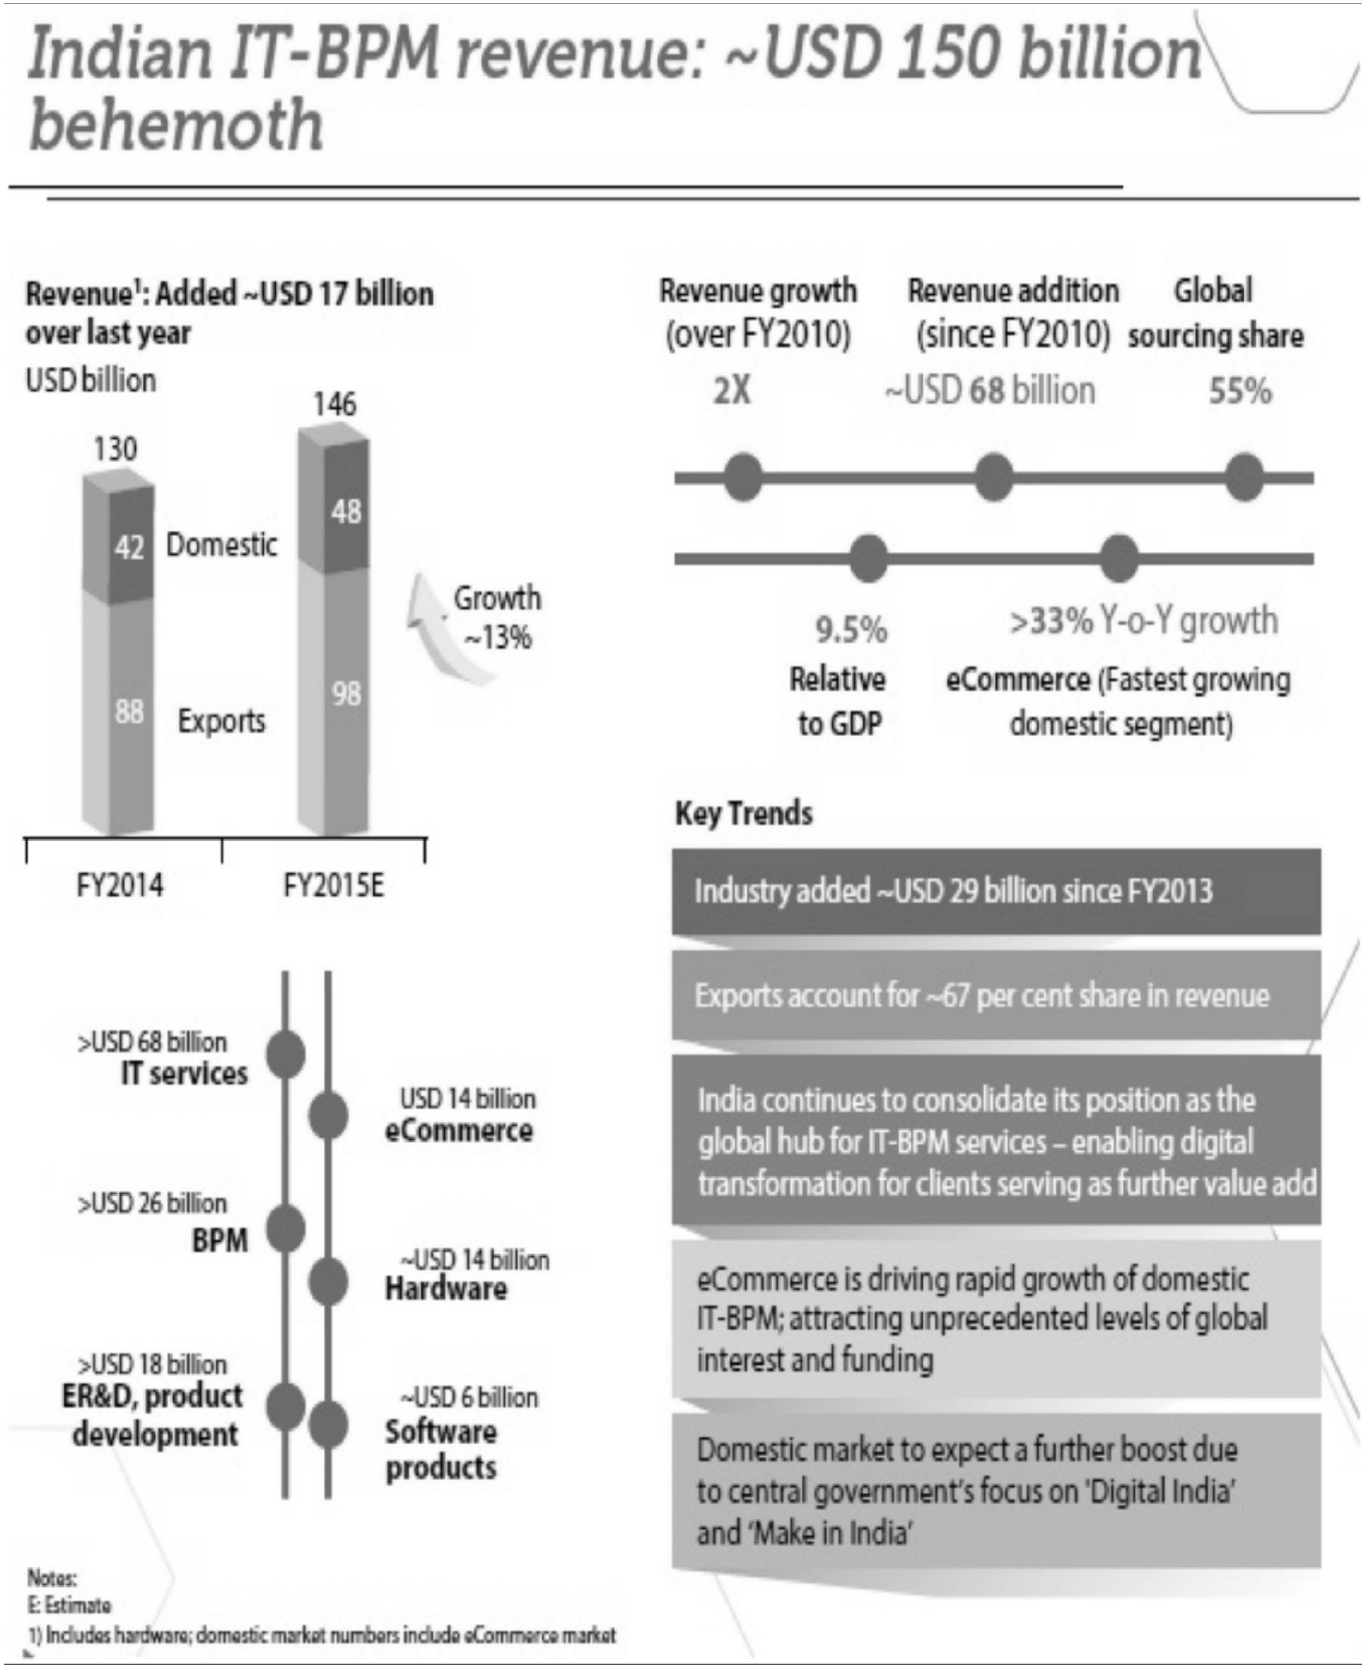 Indian IT-BPM revenue: ~USD 150 billion
behemoth
Revenue¹: Added ~USD 17 billion
over last year
USD billion
130
146
42
Domestic
48
88
Exports
98
Growth
~13%
FY2014
FY2015E
Revenue growth
(over FY2010)
2X
Revenue addition
(since FY2010)
~USD 68 billion
Global
sourcing share
55%
9.5%
Relative
to GDP
>33% Y-o-Y growth
eCommerce (Fastest growing
domestic segment)
>USD 68 billion
IT services
USD 14 billion
eCommerce
>USD 26 billion
BPM
~USD 14 billion
Hardware
>USD 18 billion
ER&D, product
development
~USD 6 billion
Software
products
Key Trends
Industry added ~USD 29 billion since FY2013
Exports account for ~67 per cent share in revenue
India continues to consolidate its position as the
global hub for IT-BPM services – enabling digital
transformation for clients serving as further value add
eCommerce is driving rapid growth of domestic
IT-BPM; attracting unprecedented levels of global
interest and funding
Domestic market to expect a further boost due
to central government's focus on 'Digital India'
and 'Make in India'
Notes:
E: Estimate
1) Includes hardware; domestic market numbers include eCommerce market